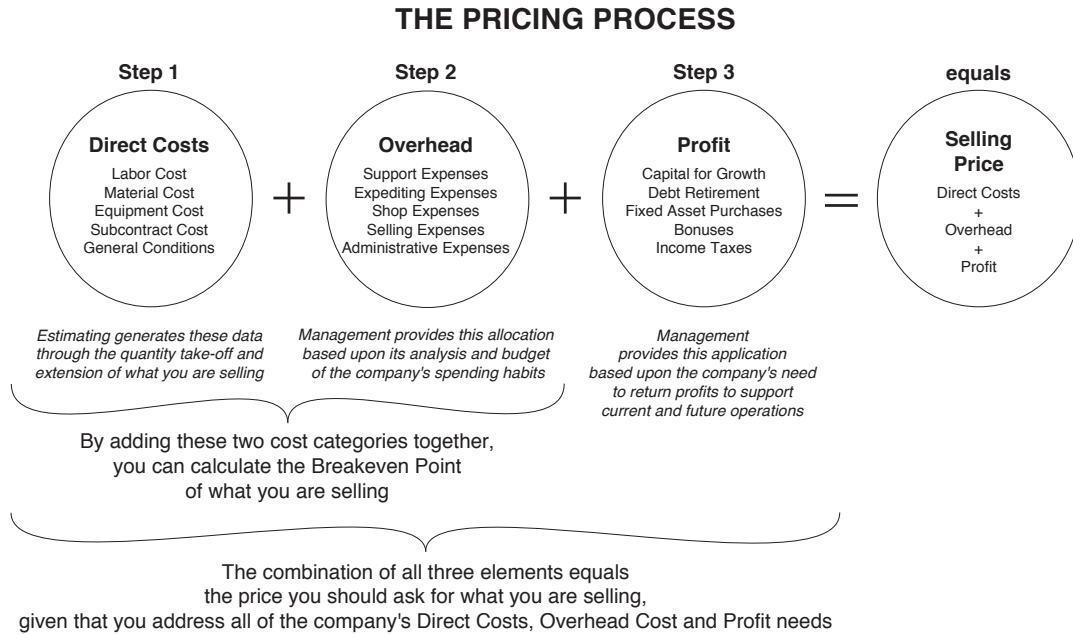 THE PRICING PROCESS
Step 1
Direct Costs
Labor Cost
Material Cost
Equipment Cost
Subcontract Cost
General Conditions
Estimating generates these data
through the quantity take-off and
extension of what you are selling
+
Step 2
Overhead
Support Expenses
Expediting Expenses
Shop Expenses
Selling Expenses
Administrative Expenses
Management provides this allocation
based upon its analysis and budget
of the company's spending habits
+
Step 3
Profit
Capital for Growth
Debt Retirement
Fixed Asset Purchases
Bonuses
Income Taxes
Management
provides this application
based upon the company's need
to return profits to support
current and future operations
=
equals
Selling
Price
Direct Costs
+
Overhead
+
Profit
By adding these two cost categories together,
you can calculate the Breakeven Point
of what you are selling
The combination of all three elements equals
the price you should ask for what you are selling,
given that you address all of the company's Direct Costs, Overhead Cost and Profit needs